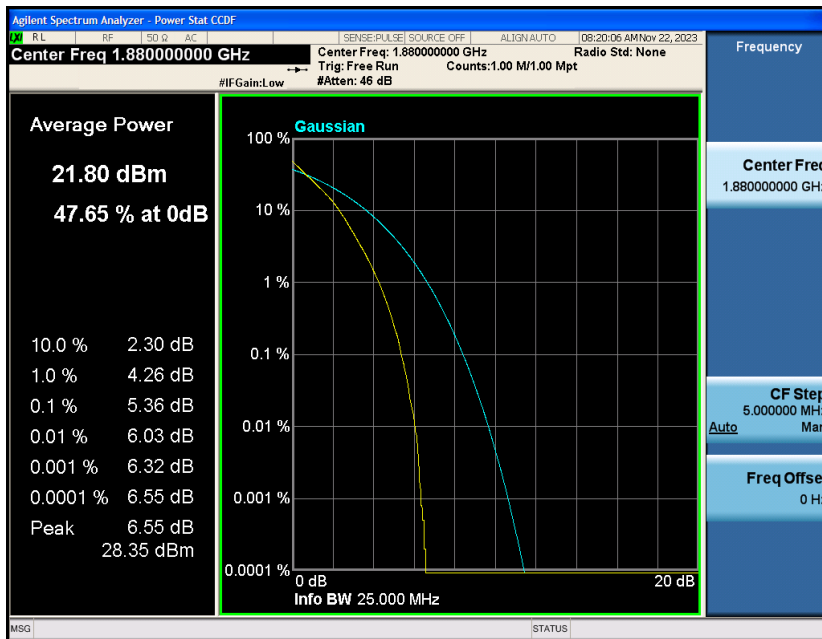 Agilent Spectrum Analyzer - Power Stat CCDF
LXI RL RF 50 Ω AC SENSE:PULSE SOURCE OFF ALIGN AUTO 08:20:06 AM Nov 22, 2023
Center Freq 1.880000000 GHz
Center Freq: 1.880000000 GHz Radio Std: None
Trig: Free Run Counts:1.00 M/1.00 Mpt
#IFGain:Low #Atten: 46 dB
Average Power
21.80 dBm
47.65 % at 0dB
10.0 % 2.30 dB
1.0 % 4.26 dB
0.1 % 5.36 dB
0.01 % 6.03 dB
0.001 % 6.32 dB
0.0001 % 6.55 dB
Peak 6.55 dB
28.35 dBm
Gaussian
100 %
10 %
1 %
0.1 %
0.01 %
0.001 %
0.0001 %
0 dB 20 dB
Info BW 25.000 MHz
Frequency
Center Freq
1.880000000 GHz
CF Step
5.000000 MHz
Auto Man
Freq Offse
0 Hz
MSG STATUS